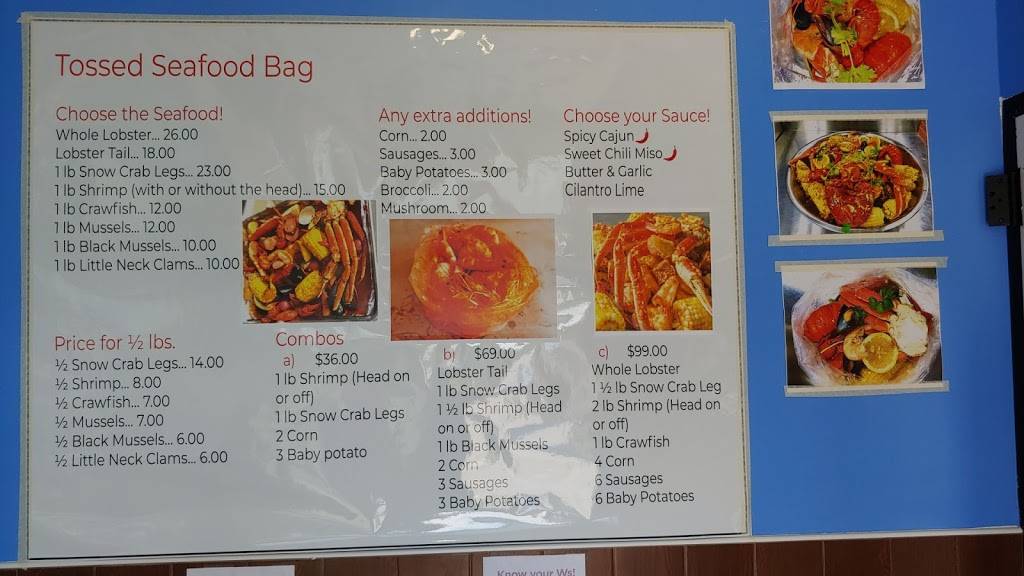 Tossed Seafood Bag
Choose the Seafood!
Whole Lobster... 26.00
Lobster Tail... 18.00
1 lb Snow Crab Legs... 23.00
1 lb Shrimp (with or without the head)... 15.00
1 lb Crawfish... 12.00
1 lb Mussels... 12.00
1 lb Black Mussels... 10.00
1 lb Little Neck Clams... 10.00
Any extra additions!
Corn... 2.00
Sausages... 3.00
Baby Potatoes... 3.00
Broccoli... 2.00
Mushroom... 2.00
Choose your Sauce!
Spicy Cajun
Sweet Chili Miso
Butter & Garlic
Cilantro Lime
Price for ½ lbs.
½ Snow Crab Legs... 14.00
½ Shrimp... 8.00
½ Crawfish... 7.00
½ Mussels... 7.00
½ Black Mussels... 6.00
½ Little Neck Clams... 6.00
Combos
a) $36.00
1 lb Shrimp (Head on
or off)
1 lb Snow Crab Legs
2 Corn
3 Baby potato
b) $69.00
Lobster Tail
1 lb Snow Crab Legs
1 ½ lb Shrimp (Head
on or off)
1 lb Black Mussels
2 Corn
3 Sausages
3 Baby Potatoes
c) $99.00
Whole Lobster
1 ½ lb Snow Crab Leg
2 lb Shrimp (Head on
or off)
1 lb Crawfish
4 Corn
6 Sausages
6 Baby Potatoes
Know your Ws!